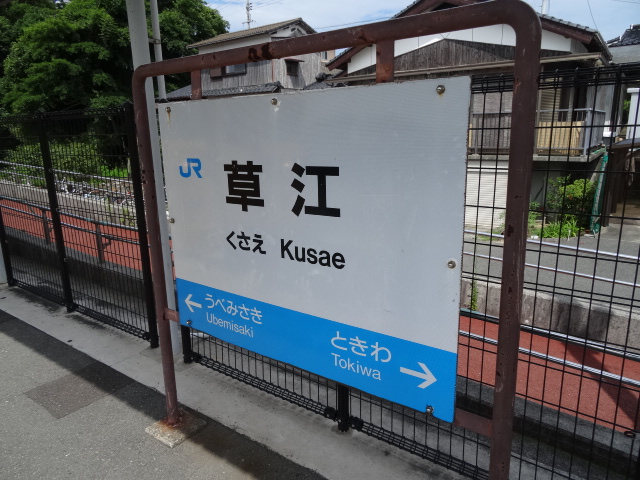 JR
草江
くさえ Kusae
← うべみさき
Ubemisaki
ときわ →
Tokiwa